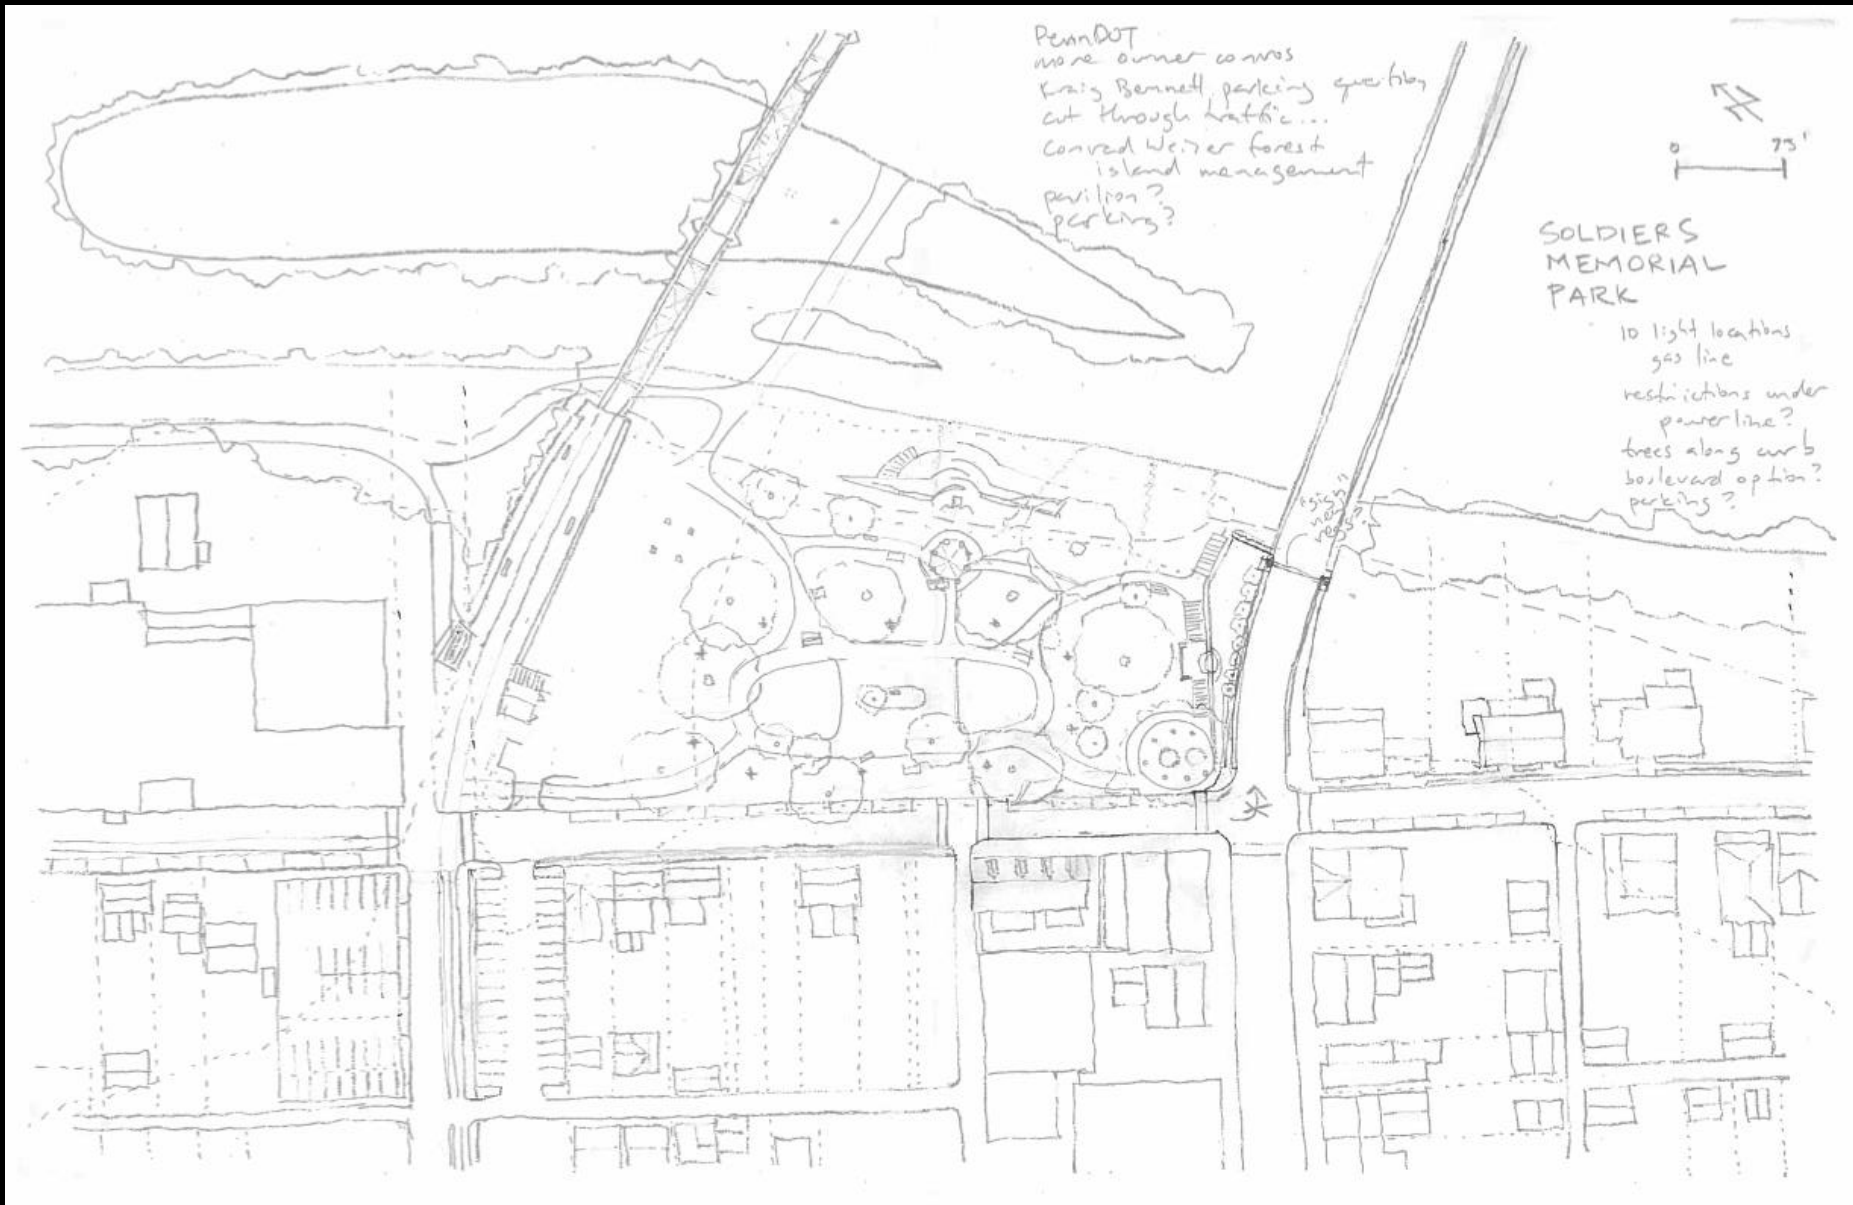 PennDOT
more owner convos
Kraig Bennett, parking question
cut through traffic...
Conrad Weiser forest
island management
pavilion?
parking?
0 75'
SOLDIERS
MEMORIAL
PARK
10 light locations
gas line
restrictions under
powerline?
trees along curb
boulevard option?
parking?